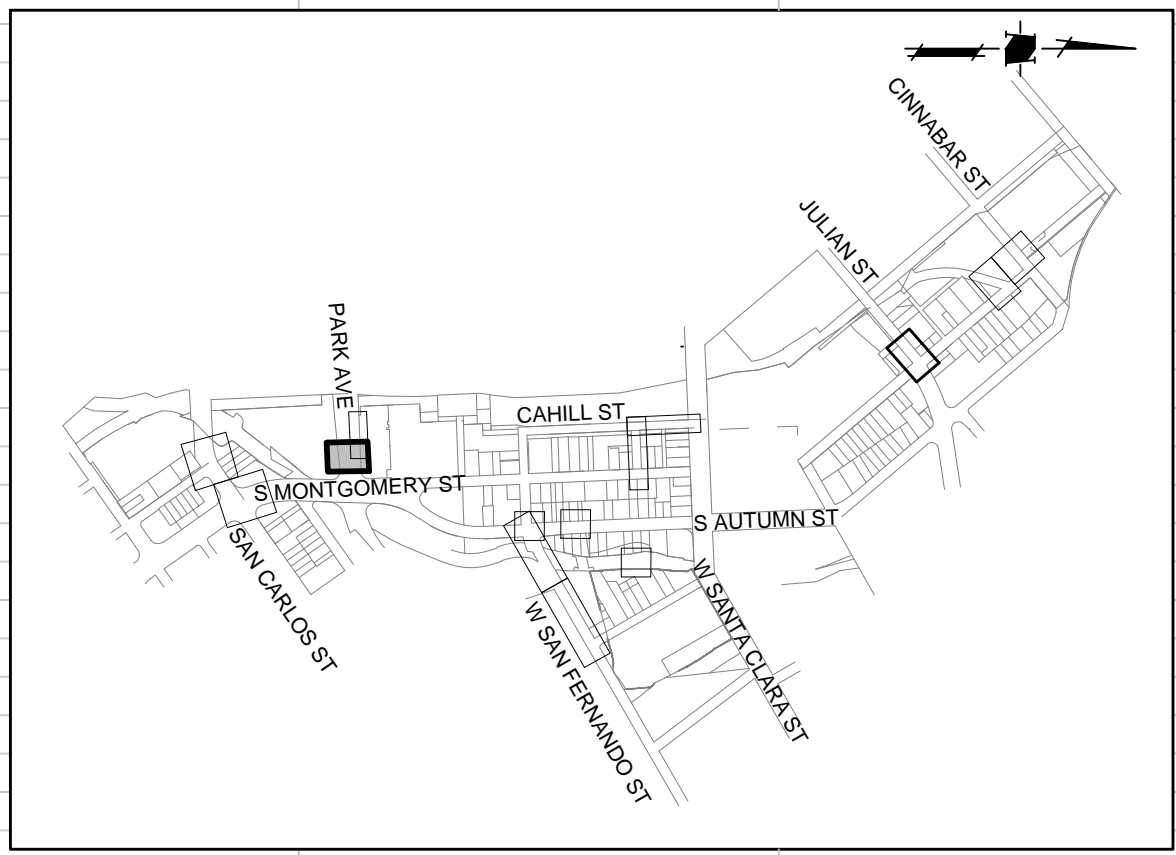 CINNABAR ST
JULIAN ST
PARK AVE
CAHILL ST
S MONTGOMERY ST
S AUTUMN ST
SAN CARLOS ST
W SAN FERNANDO ST
W SANTA CLARA ST